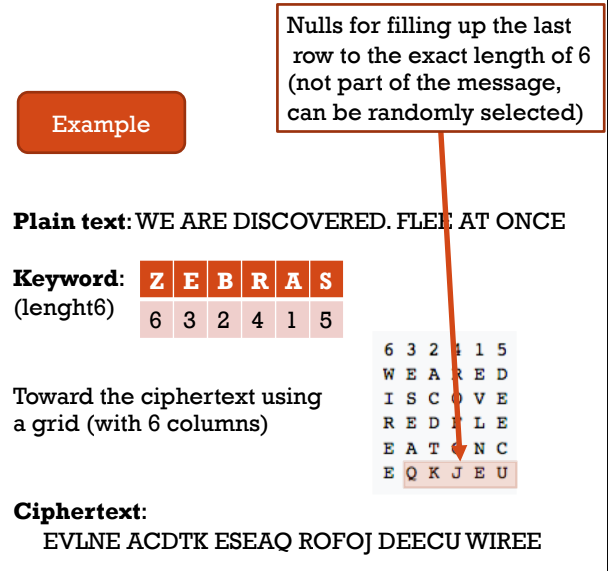 Nulls for filling up the last
row to the exact length of 6
(not part of the message,
can be randomly selected)
Example
Plain text: WE ARE DISCOVERED. FLEE AT ONCE
Keyword: Z E B R A S
(lenght6) 6 3 2 4 1 5
6 3 2 4 1 5
W E A R E D
I S C O V E
R E D F L E
E A T O N C
E Q K J E U
Toward the ciphertext using
a grid (with 6 columns)
Ciphertext:
EVLNE ACDTK ESEAQ ROFOJ DEECU WIREE